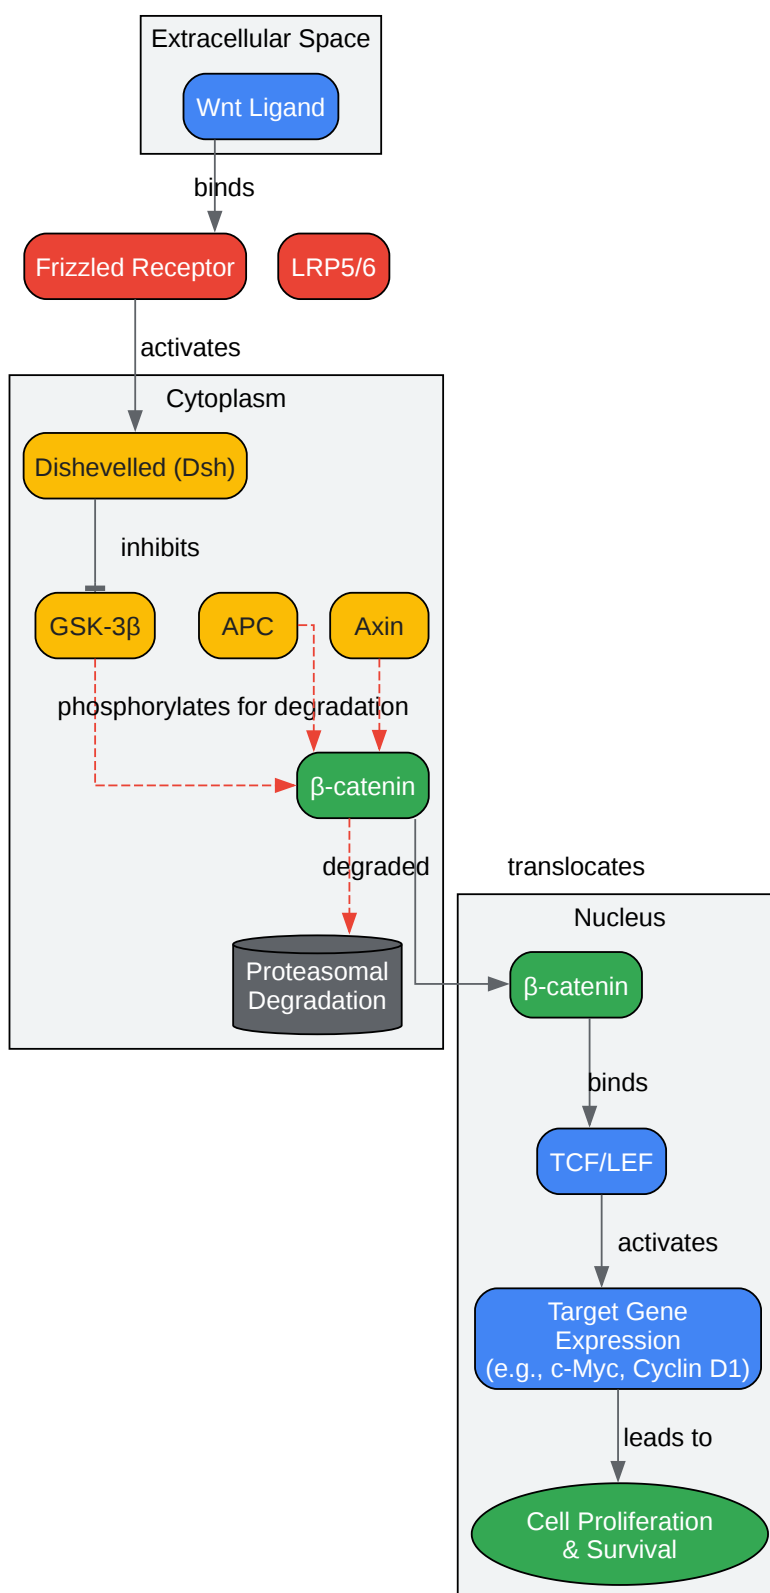 Extracellular Space
Wnt Ligand
binds
Frizzled Receptor
LRP5/6
activates
Cytoplasm
Dishevelled (Dsh)
inhibits
GSK-3β
APC
Axin
phosphorylates for degradation
β-catenin
degraded
translocates
Nucleus
Proteasomal
Degradation
β-catenin
binds
TCF/LEF
activates
Target Gene
Expression
(e.g., c-Myc, Cyclin D1)
leads to
Cell Proliferation
& Survival